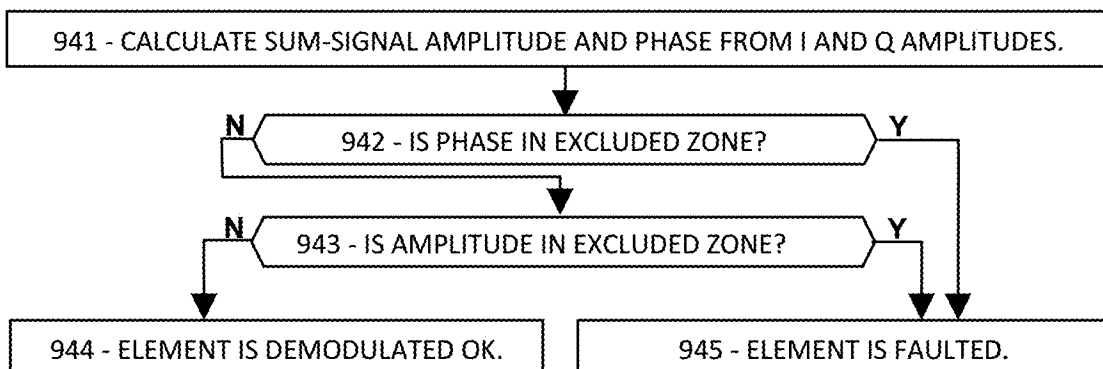 941 - CALCULATE SUM-SIGNAL AMPLITUDE AND PHASE FROM I AND Q AMPLITUDES.
N
942 - IS PHASE IN EXCLUDED ZONE?
Y
N
943 - IS AMPLITUDE IN EXCLUDED ZONE?
Y
944 - ELEMENT IS DEMODULATED OK.
945 - ELEMENT IS FAULTED.